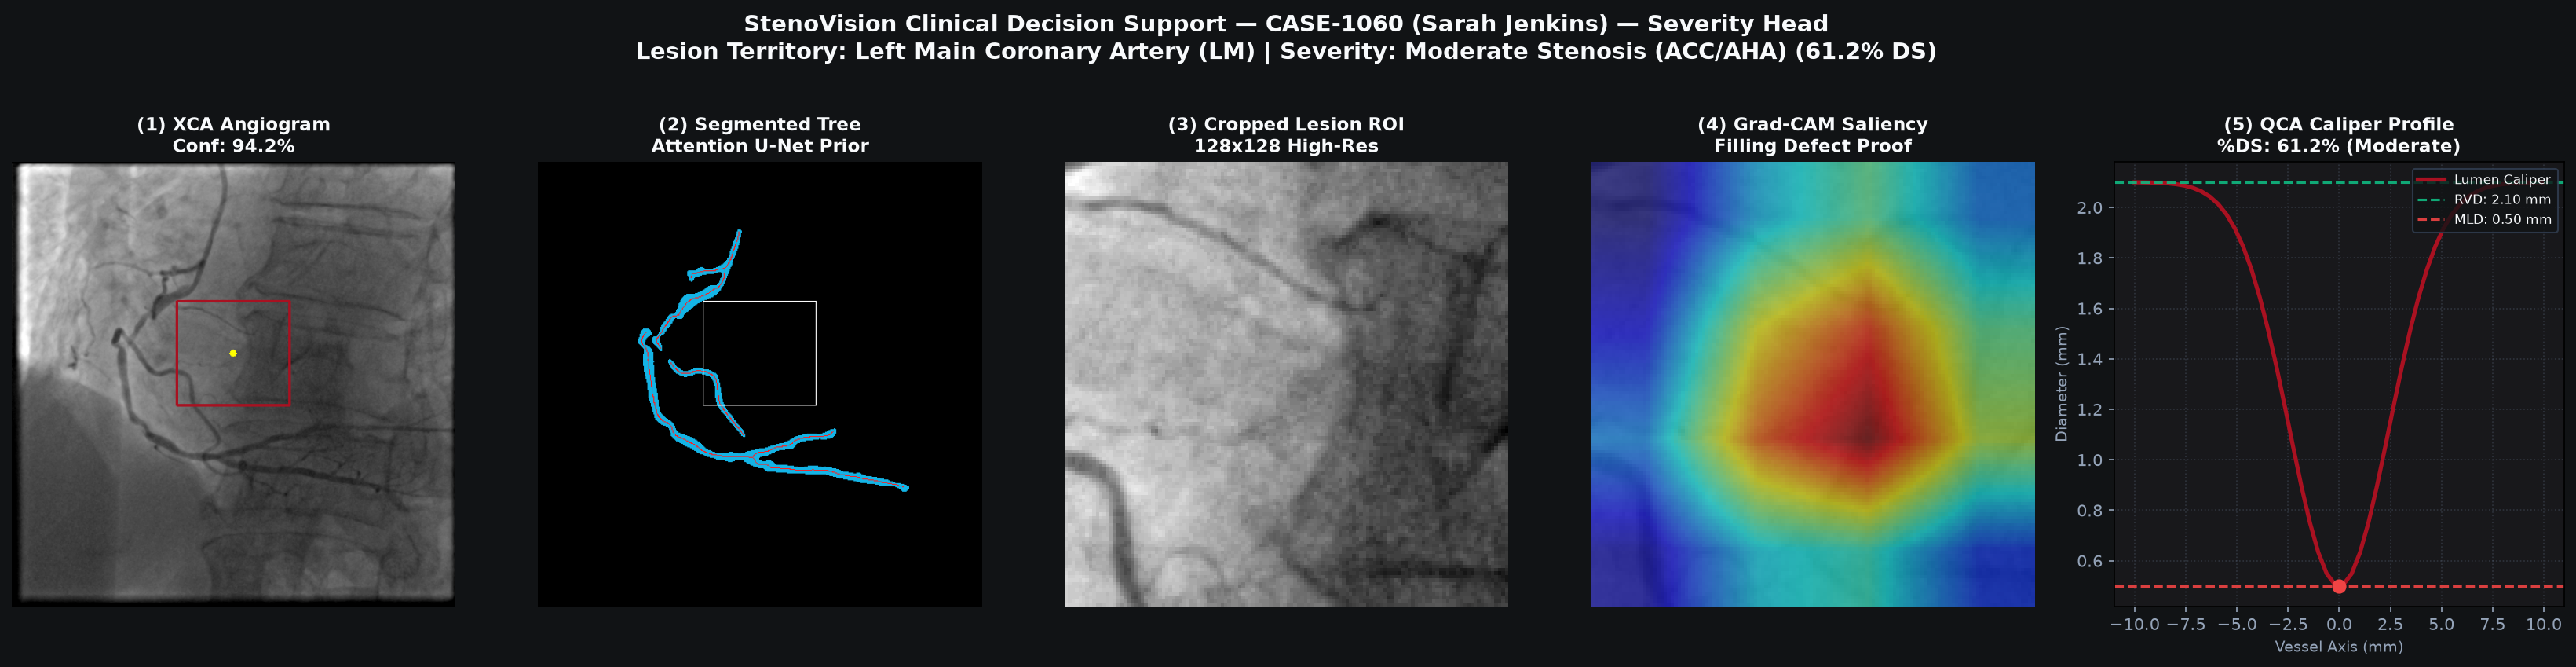 StenoVision Clinical Decision Support — CASE-1060 (Sarah Jenkins) — Severity Head
Lesion Territory: Left Main Coronary Artery (LM) | Severity: Moderate Stenosis (ACC/AHA) (61.2% DS)
(1) XCA Angiogram
Conf: 94.2%
(2) Segmented Tree
Attention U-Net Prior
(3) Cropped Lesion ROI
128x128 High-Res
(4) Grad-CAM Saliency
Filling Defect Proof
(5) QCA Caliper Profile
%DS: 61.2% (Moderate)
Lumen Caliper
RVD: 2.10 mm
MLD: 0.50 mm
Diameter (mm)
2.0
1.8
1.6
1.4
1.2
1.0
0.8
0.6
−10.0 −7.5 −5.0 −2.5 0.0 2.5 5.0 7.5 10.0
Vessel Axis (mm)